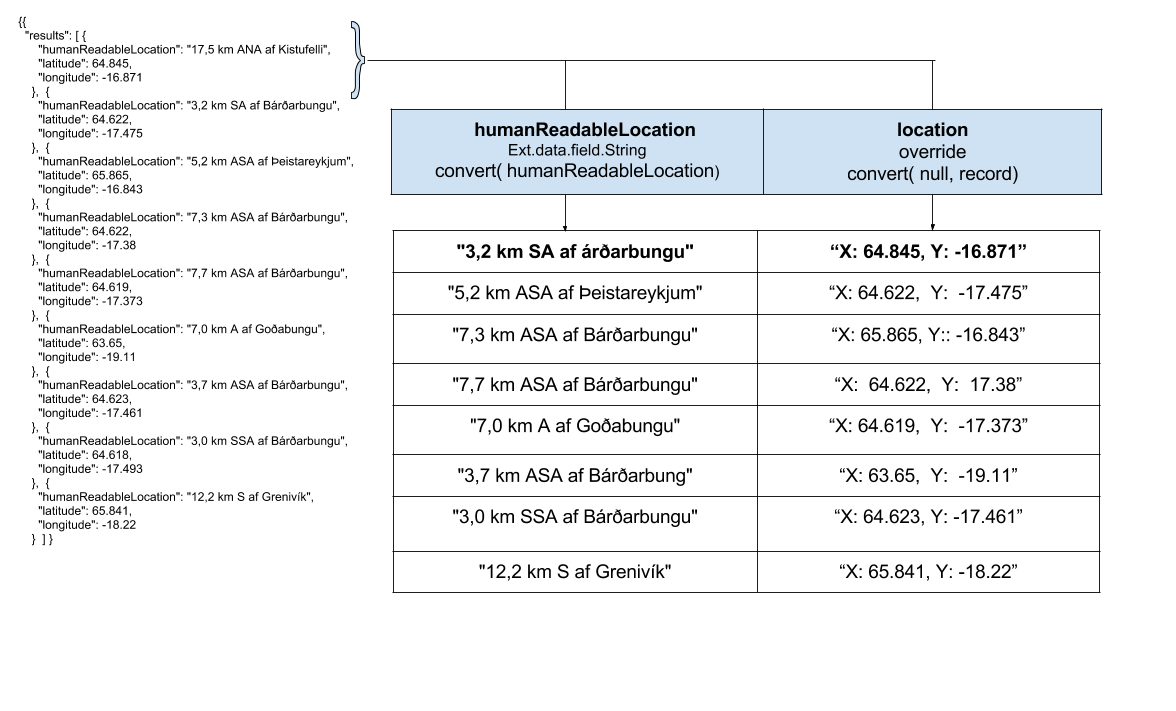 {{
"results": [ {
"humanReadableLocation": "17,5 km ANA af Kistufelli",
"latitude": 64.845,
"longitude": -16.871
}, {
"humanReadableLocation": "3,2 km SA af Bárðarbungu",
"latitude": 64.622,
"longitude": -17.475
}, {
"humanReadableLocation": "5,2 km ASA af Þeistareykjum",
"latitude": 65.865,
"longitude": -16.843
}, {
"humanReadableLocation": "7,3 km ASA af Bárðarbungu",
"latitude": 64.622,
"longitude": -17.38
}, {
"humanReadableLocation": "7,7 km ASA af Bárðarbungu",
"latitude": 64.619,
"longitude": -17.373
}, {
"humanReadableLocation": "7,0 km A af Goðabungu",
"latitude": 63.65,
"longitude": -19.11
}, {
"humanReadableLocation": "3,7 km ASA af Bárðarbungu",
"latitude": 64.623,
"longitude": -17.461
}, {
"humanReadableLocation": "3,0 km SSA af Bárðarbungu",
"latitude": 64.618,
"longitude": -17.493
}, {
"humanReadableLocation": "12,2 km S af Grenivík",
"latitude": 65.841,
"longitude": -18.22
} ] }
humanReadableLocation
Ext.data.field.String
convert( humanReadableLocation)
location
override
convert( null, record)
"3,2 km SA af árðarbungu" “X: 64.845, Y: -16.871”
"5,2 km ASA af Þeistareykjum" “X: 64.622, Y: -17.475”
"7,3 km ASA af Bárðarbungu" “X: 65.865, Y:: -16.843”
"7,7 km ASA af Bárðarbungu" “X: 64.622, Y: 17.38”
"7,0 km A af Goðabungu" “X: 64.619, Y: -17.373”
"3,7 km ASA af Bárðarbung" “X: 63.65, Y: -19.11”
"3,0 km SSA af Bárðarbungu" “X: 64.623, Y: -17.461”
"12,2 km S af Grenivík" “X: 65.841, Y: -18.22”